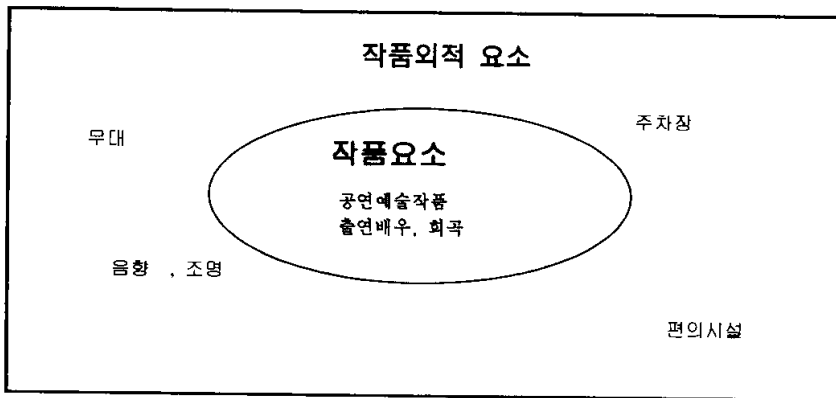 작품외적 요소
무대
주차장
작품요소
공연예술작품
출연배우, 희곡
음향 , 조명
편의시설